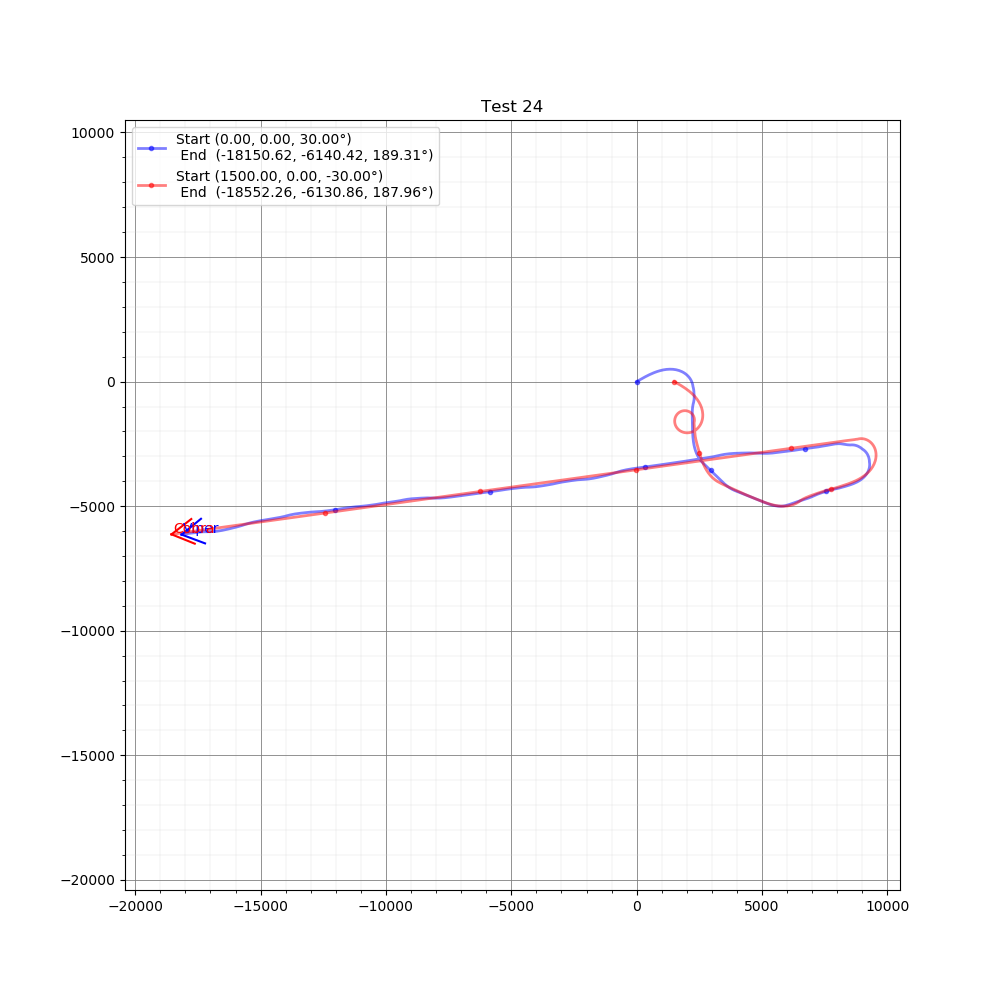 Test 24
Start (0.00, 0.00, 30.00°)
End (-18150.62, -6140.42, 189.31°)
Start (1500.00, 0.00, -30.00°)
End (-18552.26, -6130.86, 187.96°)
10000
5000
0
−5000
−10000
−15000
−20000
−20000 −15000 −10000 −5000 0 5000 10000